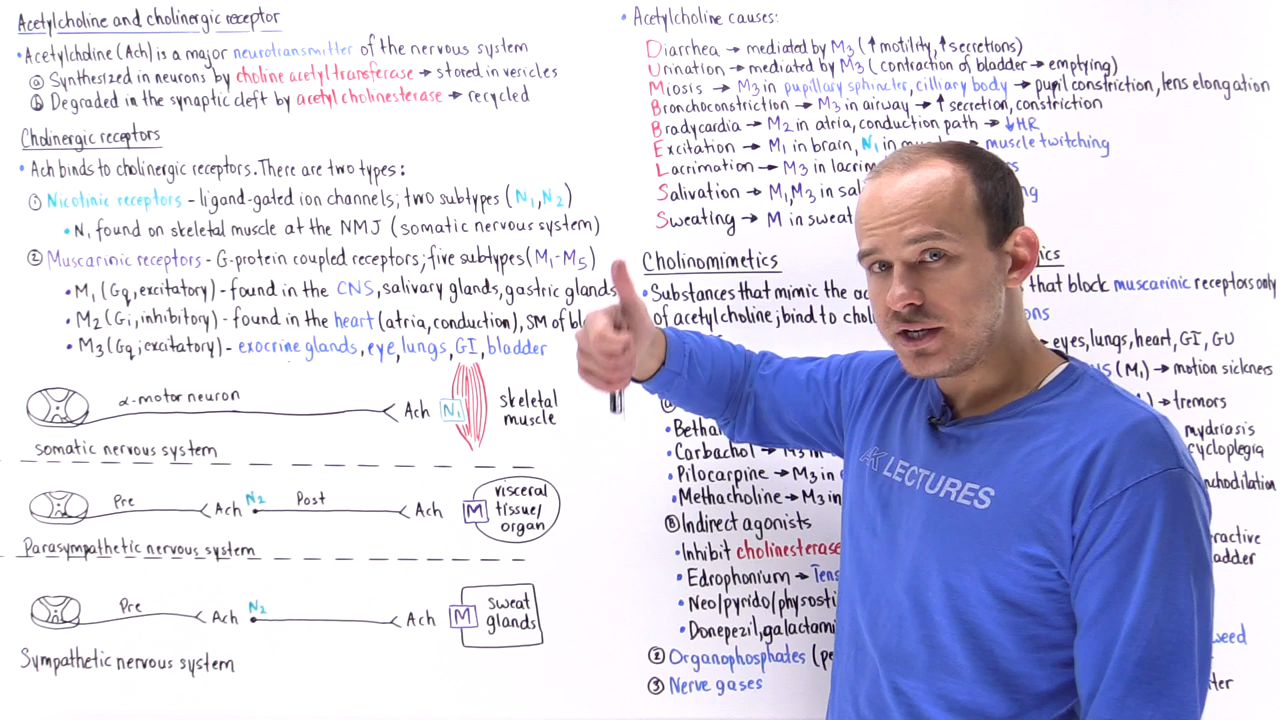 Acetylcholine and cholinergic receptor
• Acetylcholine (Ach) is a major neurotransmitter of the nervous system
ⓐ Synthesized in neurons by choline acetyl transferase → stored in vericles
ⓑ Degraded in the synaptic cleft by acetyl cholinesterase → recycled
Cholinergic receptors
• Ach binds to cholinergic receptors. There are two types:
① Nicotinic receptors - ligand-gated ion channels; two subtypes (N1, N2)
• N1 found on skeletal muscle at the NMJ (somatic nervous system)
② Muscarinic receptors - G-protein coupled receptors; five subtypes (M1-M5)
• M1 (Gq, excitatory) - found in the CNS, salivary glands, gastric glands
• M2 (Gi, inhibitory) - found in the heart (atria, conduction), SM of
• M3 (Gq, excitatory) - exocrine glands, eye, lungs, GI, bladder
α-motor neuron
Ach N1 skeletal muscle
somatic nervous system
Pre Ach N2 Post Ach M visceral tissue/organ
Parasympathetic nervous system
Pre Ach N2 Ach M sweat glands
Sympathetic nervous system
• Acetylcholine causes:
Diarrhea → mediated by M3 (↑ motility, ↑ secretions)
Urination → mediated by M3 (contraction of bladder → emptying)
Miosis → M3 in pupillary sphincter, cilliary body → pupil constriction, lens elongation
Bronchoconstriction → M3 in airway → ↑ secretion, constriction
Bradycardia → M2 in atria, conduction path → ↓ HR
Excitation → M1 in brain, N1 in muscle twitching
Lacrimation → M3 in
Salivation → M1, M3 in
Sweating → M in sweat
Cholinomimetics
• Substances that mimic the
of acetylcholine; bind to
Bethan
• Carbachol → M3 in
• Pilocarpine → M3 in
• Methacholine → M3 in
ⓑ Indirect agonists
• Inhibit cholinesterase
• Edrophonium →
• Neo/pyrido/
• Donepezil,
② Organophosphates
③ Nerve gases
that block muscarinic receptors only
eyes, lungs, heart, GI, GU
(M1) → motion sickness
→ tremors
mydriasis
cycloplegia
AK LECTURES